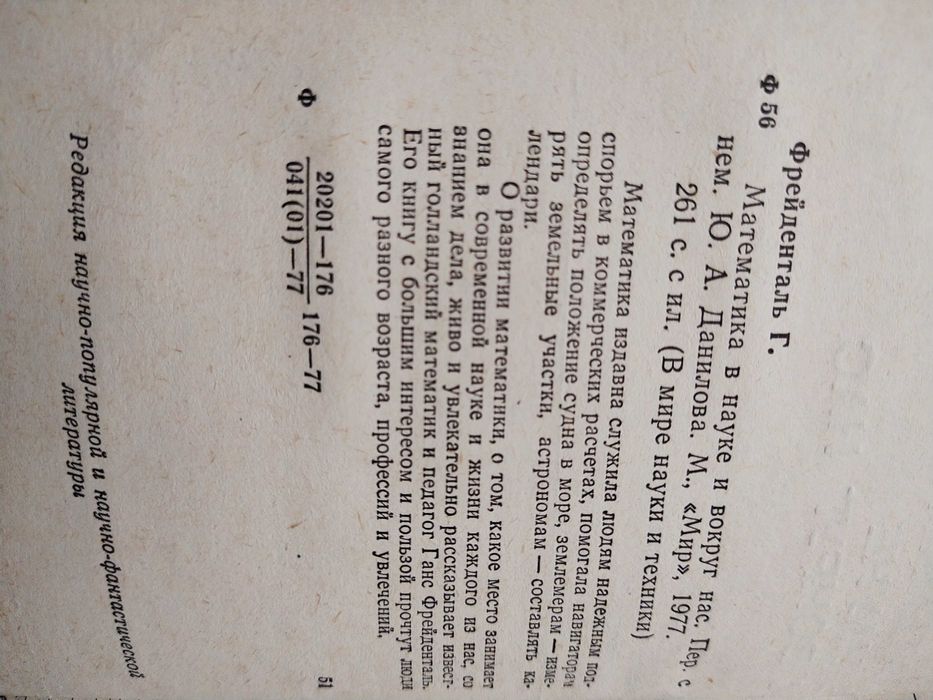 Фрейденталь Г.
Ф 56
Математика в науке и вокруг нас. Пер. с
нем. Ю. А. Данилова. М., «Мир», 1977.
261 с. с ил. (В мире науки и техники)
Математика издавна служила людям надежным под-
спорьем в коммерческих расчетах, помогала навигаторам
определять положение судна в море, землемерам — изме-
рять земельные участки, астрономам — составлять ка-
лендари.
О развитии математики, о том, какое место занимает
она в современной науке и жизни каждого из нас, со
знанием дела, живо и увлекательно рассказывает извест-
ный голландский математик и педагог Ганс Фрейденталь.
Его книгу с большим интересом и пользой прочтут люди
самого разного возраста, профессий и увлечений.
Ф 20201—176
041(01)—77 176—77
51
Редакция научно-популярной и научно-фантастической
литературы